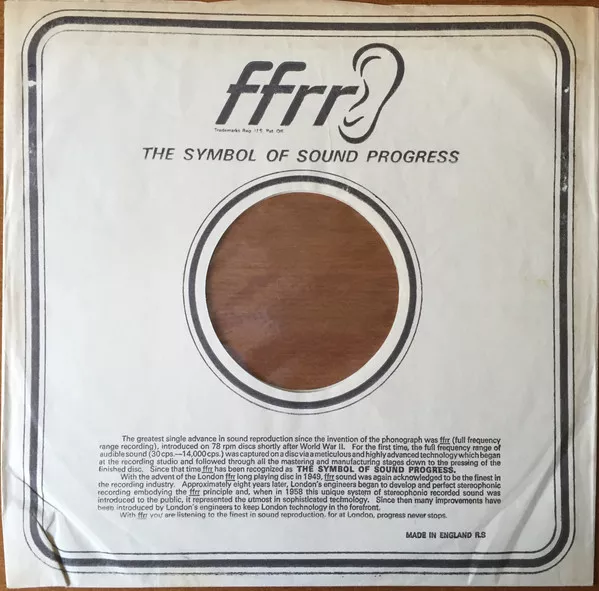 ffrr
Trademarks Reg. U.S. Pat. Off.
THE SYMBOL OF SOUND PROGRESS
The greatest single advance in sound reproduction since the invention of the phonograph was ffrr (full frequency
range recording), introduced on 78 rpm discs shortly after World War II. For the first time, the full frequency range of
audible sound (30 cps.—14,000 cps.) was captured on a disc via a meticulous and highly advanced technology which began
at the recording studio and followed through all the mastering and manufacturing stages down to the pressing of the
finished disc. Since that time ffrr has been recognized as THE SYMBOL OF SOUND PROGRESS.
With the advent of the London ffrr long playing disc in 1949, ffrr sound was again acknowledged to be the finest in
the recording industry. Approximately eight years later, London's engineers began to develop and perfect stereophonic
recording embodying the ffrr principle and, when in 1958 this unique system of stereophonic recorded sound was
introduced to the public, it represented the utmost in sophisticated technology. Since then many improvements have
been introduced by London's engineers to keep London technology in the forefront.
With ffrr you are listening to the finest in sound reproduction, for at London, progress never stops.
MADE IN ENGLAND R.S